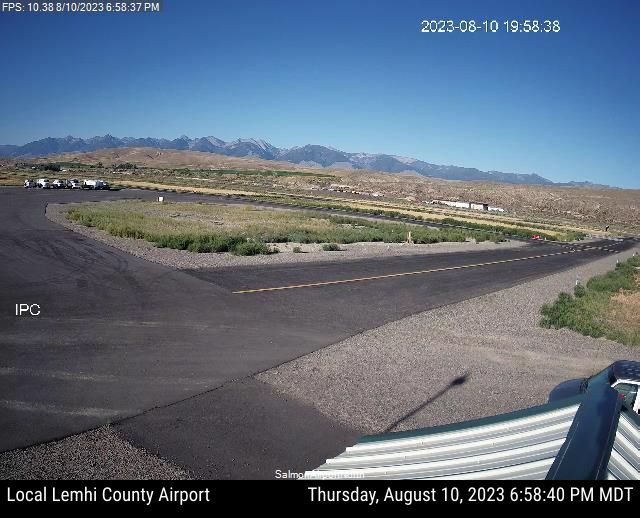 FPS: 10.38 8/10/2023 6:58:37 PM
2023-08-10 19:58:38
IPC
Local Lemhi County Airport
Thursday, August 10, 2023 6:58:40 PM MDT